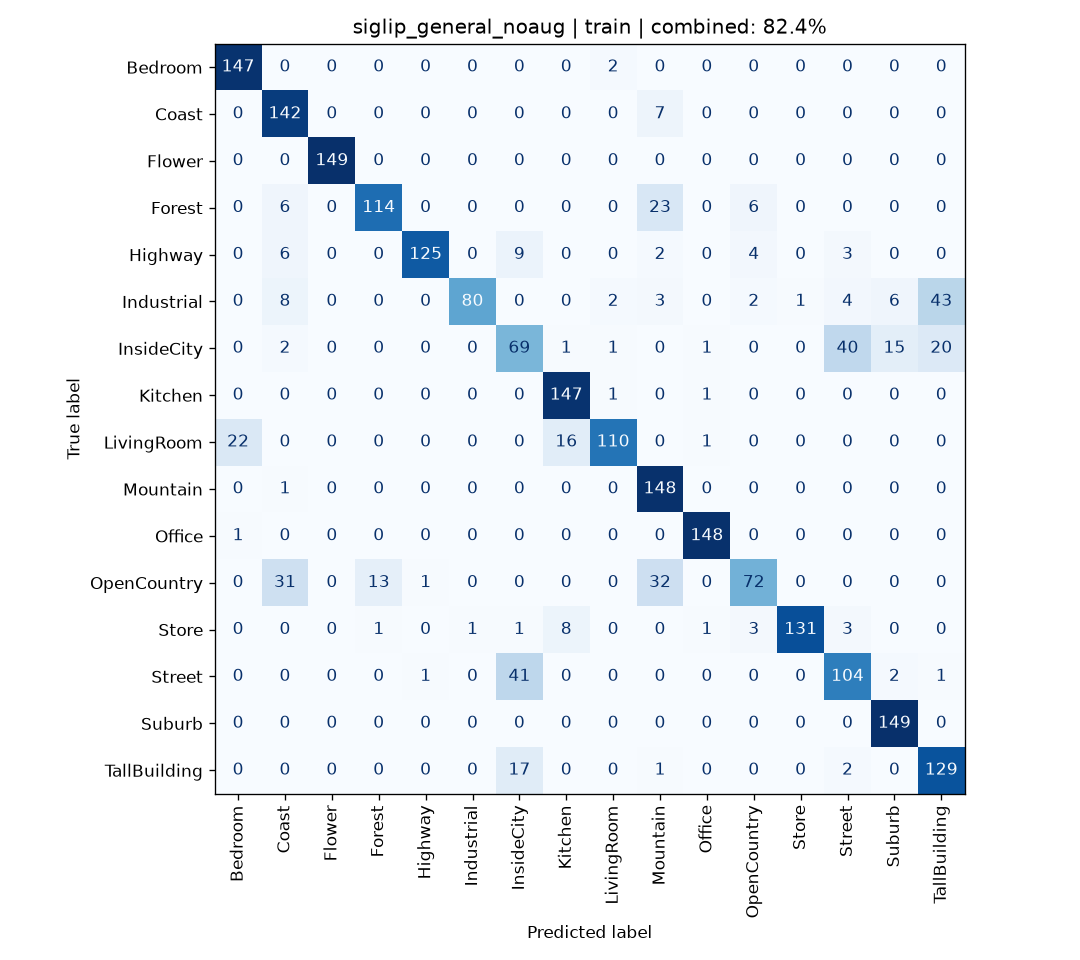 siglip_general_noaug | train | combined: 82.4%
True label
Bedroom 147 0 0 0 0 0 0 0 2 0 0 0 0 0 0 0
Coast 0 142 0 0 0 0 0 0 0 7 0 0 0 0 0 0
Flower 0 0 149 0 0 0 0 0 0 0 0 0 0 0 0 0
Forest 0 6 0 114 0 0 0 0 0 23 0 6 0 0 0 0
Highway 0 6 0 0 125 0 9 0 0 2 0 4 0 3 0 0
Industrial 0 8 0 0 0 80 0 0 2 3 0 2 1 4 6 43
InsideCity 0 2 0 0 0 0 69 1 1 0 1 0 0 40 15 20
Kitchen 0 0 0 0 0 0 0 147 1 0 1 0 0 0 0 0
LivingRoom 22 0 0 0 0 0 0 16 110 0 1 0 0 0 0 0
Mountain 0 1 0 0 0 0 0 0 0 148 0 0 0 0 0 0
Office 1 0 0 0 0 0 0 0 0 0 148 0 0 0 0 0
OpenCountry 0 31 0 13 1 0 0 0 0 32 0 72 0 0 0 0
Store 0 0 0 1 0 1 1 8 0 0 1 3 131 3 0 0
Street 0 0 0 0 1 0 41 0 0 0 0 0 0 104 2 1
Suburb 0 0 0 0 0 0 0 0 0 0 0 0 0 0 149 0
TallBuilding 0 0 0 0 0 0 17 0 0 1 0 0 0 2 0 129
Bedroom Coast Flower Forest Highway Industrial InsideCity Kitchen LivingRoom Mountain Office OpenCountry Store Street Suburb TallBuilding
Predicted label